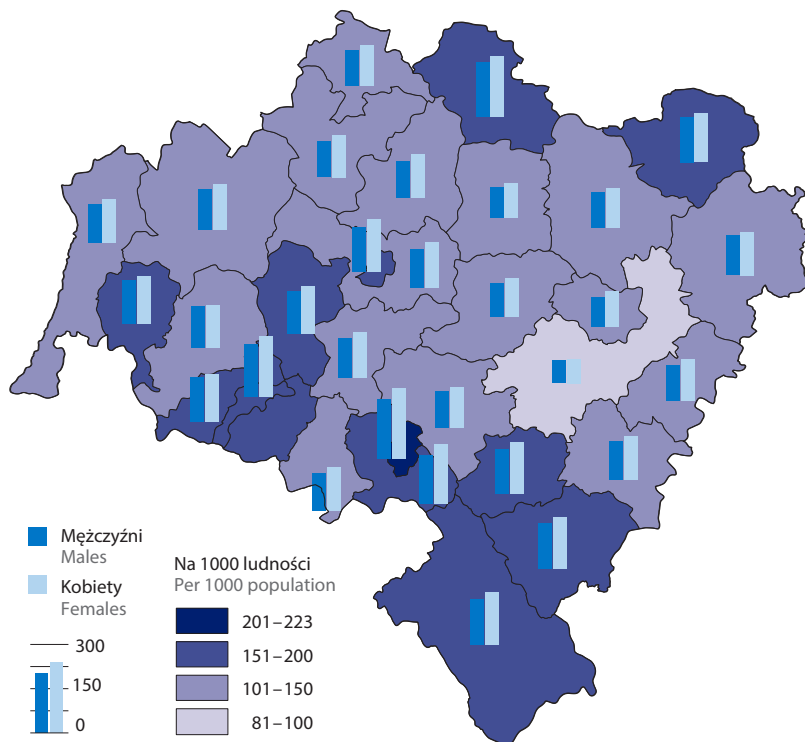 Mężczyźni
Males
Kobiety
Females
300
150
0
Na 1000 ludności
Per 1000 population
201–223
151–200
101–150
81–100